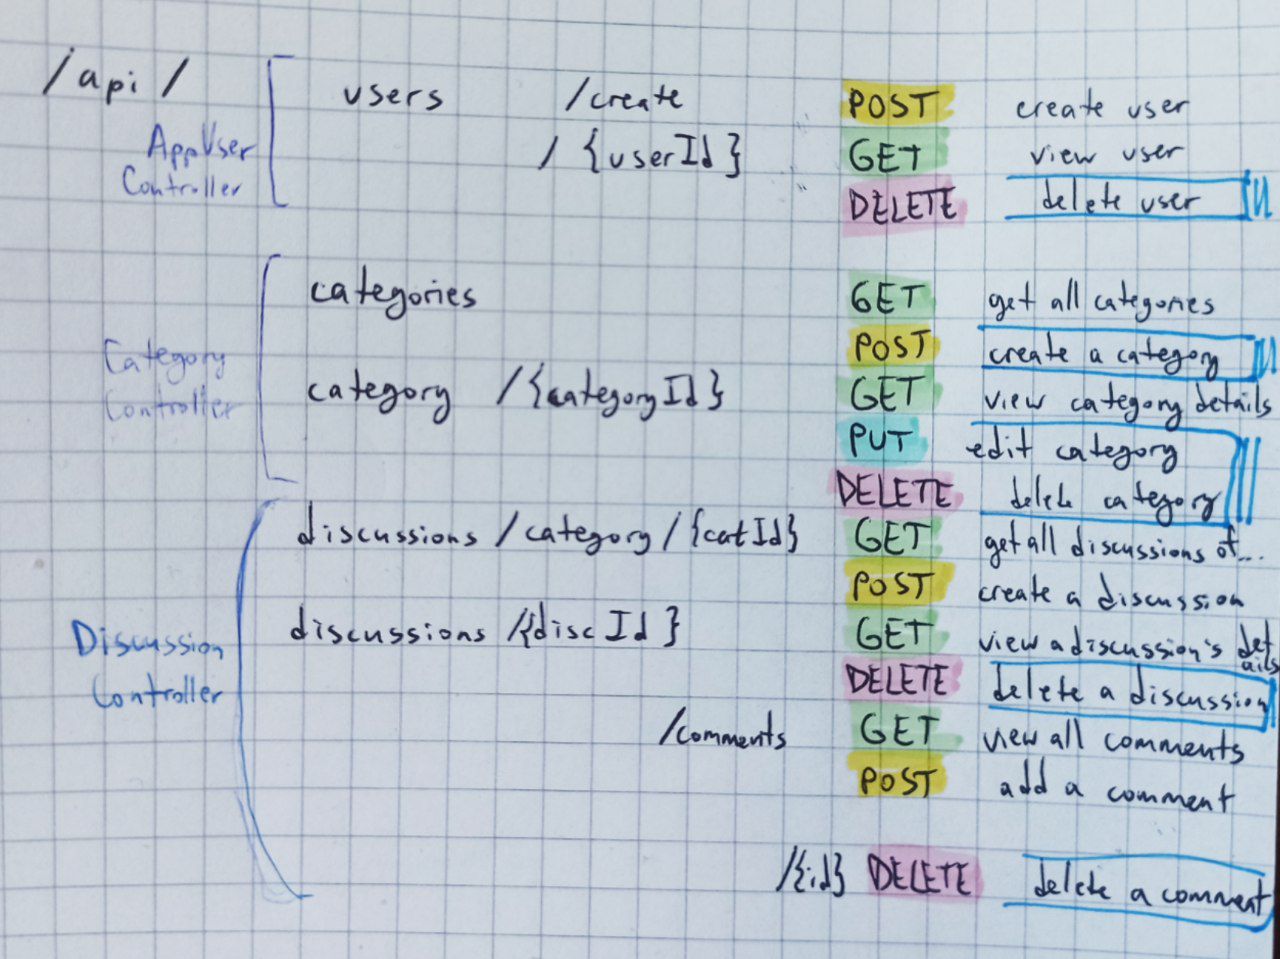 /api/ users /create POST create user
AppUser / {userId} GET view user
Controller DELETE delete user
categories GET get all categories
Category POST create a category
Controller category /{categoryId} GET view category details
PUT edit category
DELETE delete category
discussions /category/{catId} GET get all discussions of...
POST create a discussion
Discussion discussions /{discId} GET view a discussion's details
Controller DELETE delete a discussion
/comments GET view all comments
POST add a comment
/{id} DELETE delete a comment